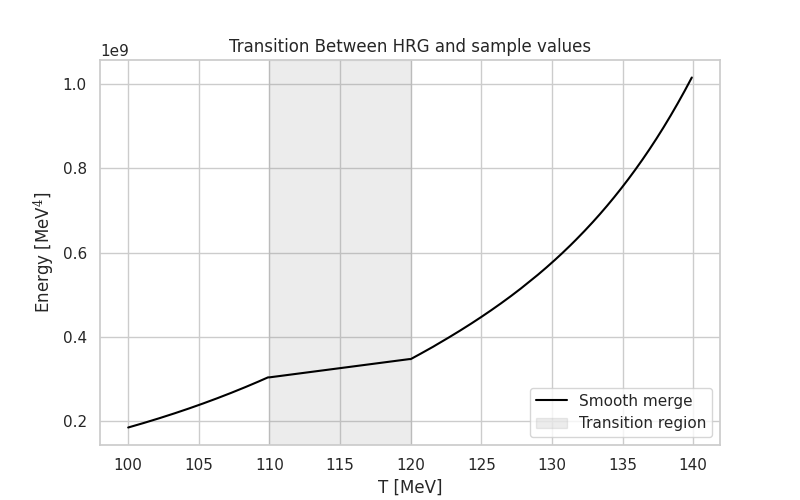 Transition Between HRG and sample values
1e9
1.0
0.8
0.6
0.4
0.2
Energy [MeV⁴]
100 105 110 115 120 125 130 135 140
T [MeV]
Smooth merge
Transition region